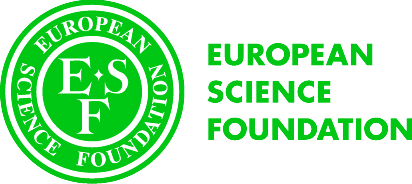 EUROPEAN
SCIENCE FOUNDATION
E·S
F
EUROPEAN
SCIENCE
FOUNDATION